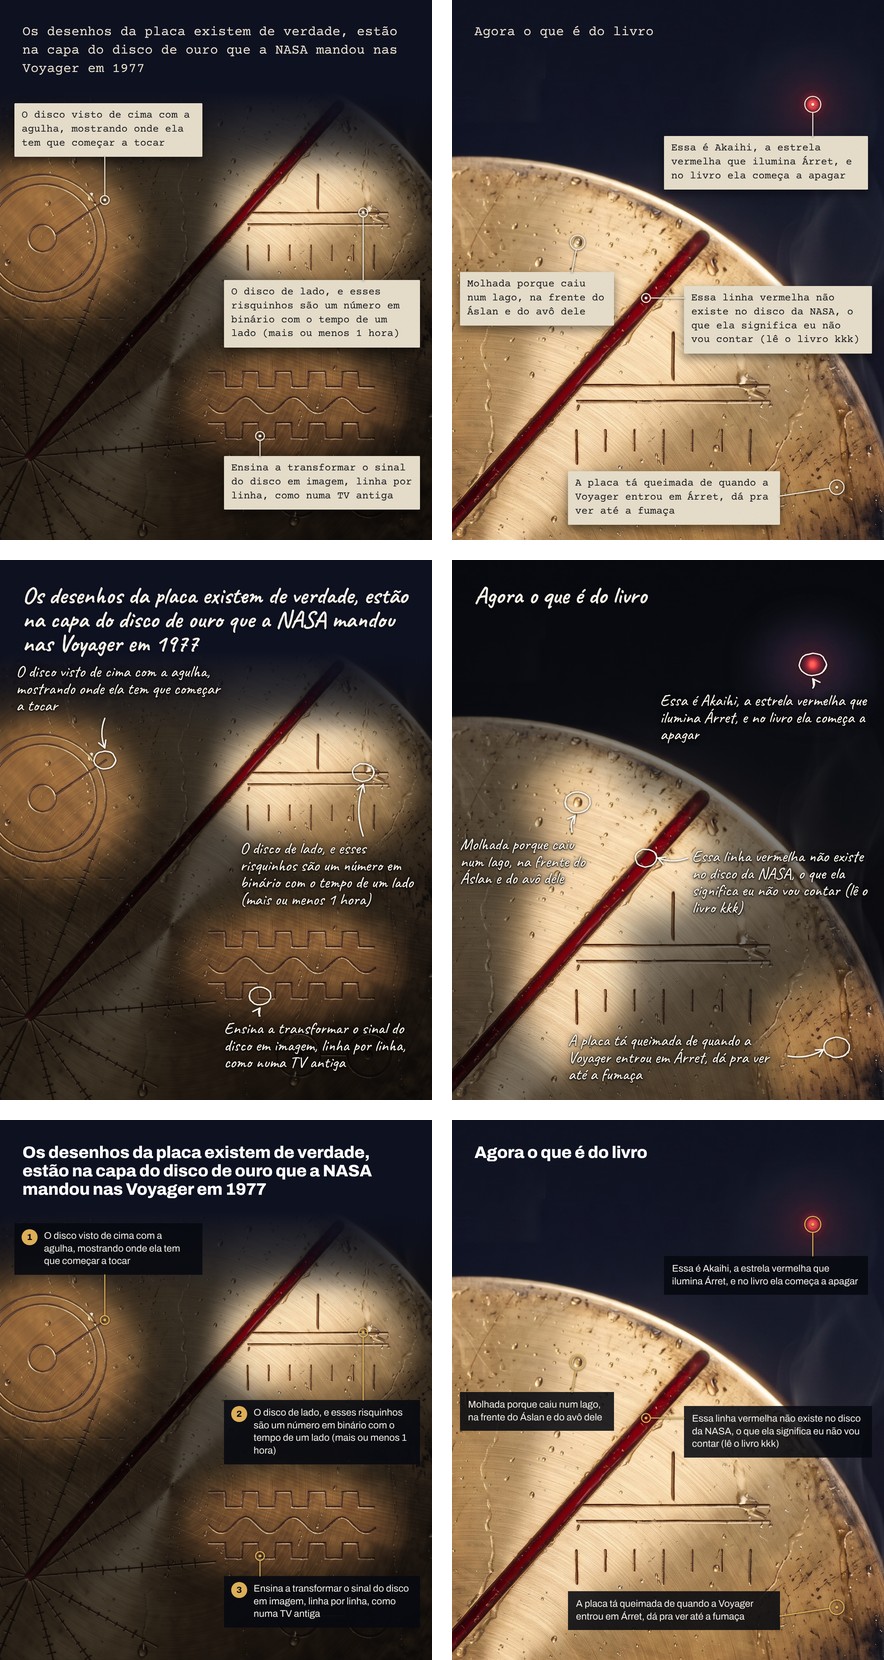 Os desenhos da placa existem de verdade, estão
na capa do disco de ouro que a NASA mandou nas
Voyager em 1977
O disco visto de cima com a
agulha, mostrando onde ela
tem que começar a tocar
O disco de lado, e esses
risquinhos são um número em
binário com o tempo de um
lado (mais ou menos 1 hora)
Ensina a transformar o sinal
do disco em imagem, linha por
linha, como numa TV antiga
Agora o que é do livro
Essa é Akaihi, a estrela
vermelha que ilumina Árret, e
no livro ela começa a apagar
Molhada porque caiu
num lago, na frente do
Áslan e do avô dele
Essa linha vermelha não
existe no disco da NASA, o
que ela significa eu não
vou contar (lê o livro kkk)
A placa tá queimada de quando a
Voyager entrou em Árret, dá pra
ver até a fumaça
Os desenhos da placa existem de verdade, estão
na capa do disco de ouro que a NASA mandou
nas Voyager em 1977
O disco visto de cima com a agulha,
mostrando onde ela tem que começar
a tocar
O disco de lado, e esses
risquinhos são um número em
binário com o tempo de um lado
(mais ou menos 1 hora)
Ensina a transformar o sinal do
disco em imagem, linha por linha,
como numa TV antiga
Agora o que é do livro
Essa é Akaihi, a estrela vermelha que
ilumina Árret, e no livro ela começa a
apagar
Molhada porque caiu
num lago, na frente do
Áslan e do avô dele
Essa linha vermelha não existe
no disco da NASA, o que ela
significa eu não vou contar (lê o
livro kkk)
A placa tá queimada de quando a
Voyager entrou em Árret, dá pra ver
até a fumaça
Os desenhos da placa existem de verdade,
estão na capa do disco de ouro que a NASA
mandou nas Voyager em 1977
1 O disco visto de cima com a
agulha, mostrando onde ela tem
que começar a tocar
2 O disco de lado, e esses risquinhos
são um número em binário com o
tempo de um lado (mais ou menos 1
hora)
3 Ensina a transformar o sinal do disco
em imagem, linha por linha, como
numa TV antiga
Agora o que é do livro
Essa é Akaihi, a estrela vermelha que
ilumina Árret, e no livro ela começa a apagar
Molhada porque caiu num lago,
na frente do Áslan e do avô dele
Essa linha vermelha não existe no disco
da NASA, o que ela significa eu não vou
contar (lê o livro kkk)
A placa tá queimada de quando a Voyager
entrou em Árret, dá pra ver até a fumaça